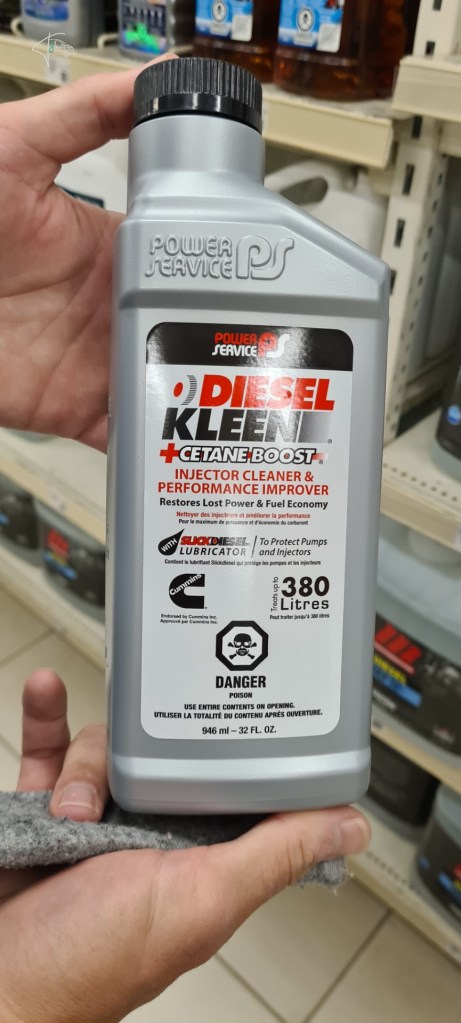 POWER
SERVICE PS
POWER
SERVICE PS
DIESEL
KLEEN®
+CETANE BOOST®
INJECTOR CLEANER &
PERFORMANCE IMPROVER
Restores Lost Power & Fuel Economy
Nettoyer des injecteurs et améliorer la performance
Pour le maximum de puissance et d'économie du carburant
WITH SLICKDIESEL
LUBRICATOR
To Protect Pumps
and Injectors
Contient le lubrifiant Slickdiesel qui protége les pumpes et les injecteurs
Cummins
Endorsed by Cummins Inc.
Approuvé par Cummins Inc.
Treats up to
380
Litres
Peut traiter jusqu'à 380 litres
DANGER
POISON
USE ENTIRE CONTENTS ON OPENING.
UTILISER LA TOTALITÉ DU CONTENU APRÉS OUVERTURE.
946 ml – 32 FL. OZ.
DIESEL